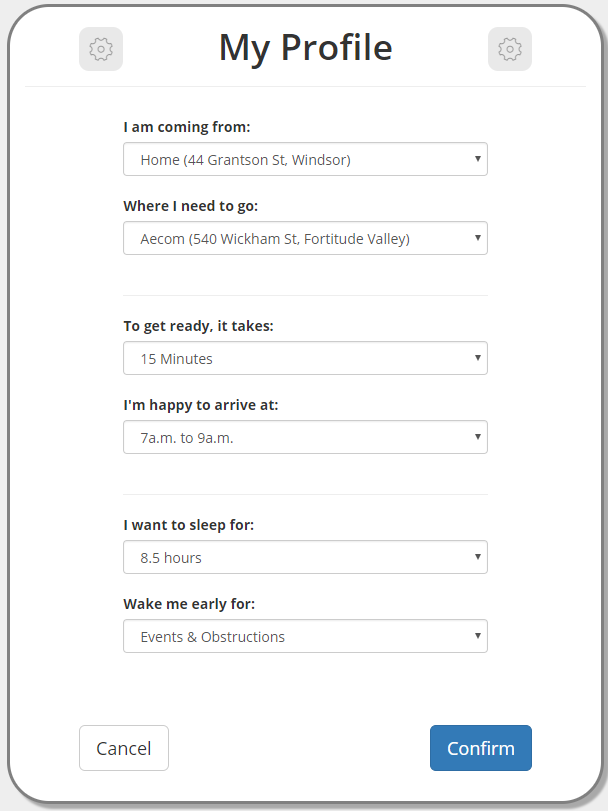 My Profile
I am coming from:
Home (44 Grantson St, Windsor)
Where I need to go:
Aecom (540 Wickham St, Fortitude Valley)
To get ready, it takes:
15 Minutes
I'm happy to arrive at:
7a.m. to 9a.m.
I want to sleep for:
8.5 hours
Wake me early for:
Events & Obstructions
Cancel
Confirm